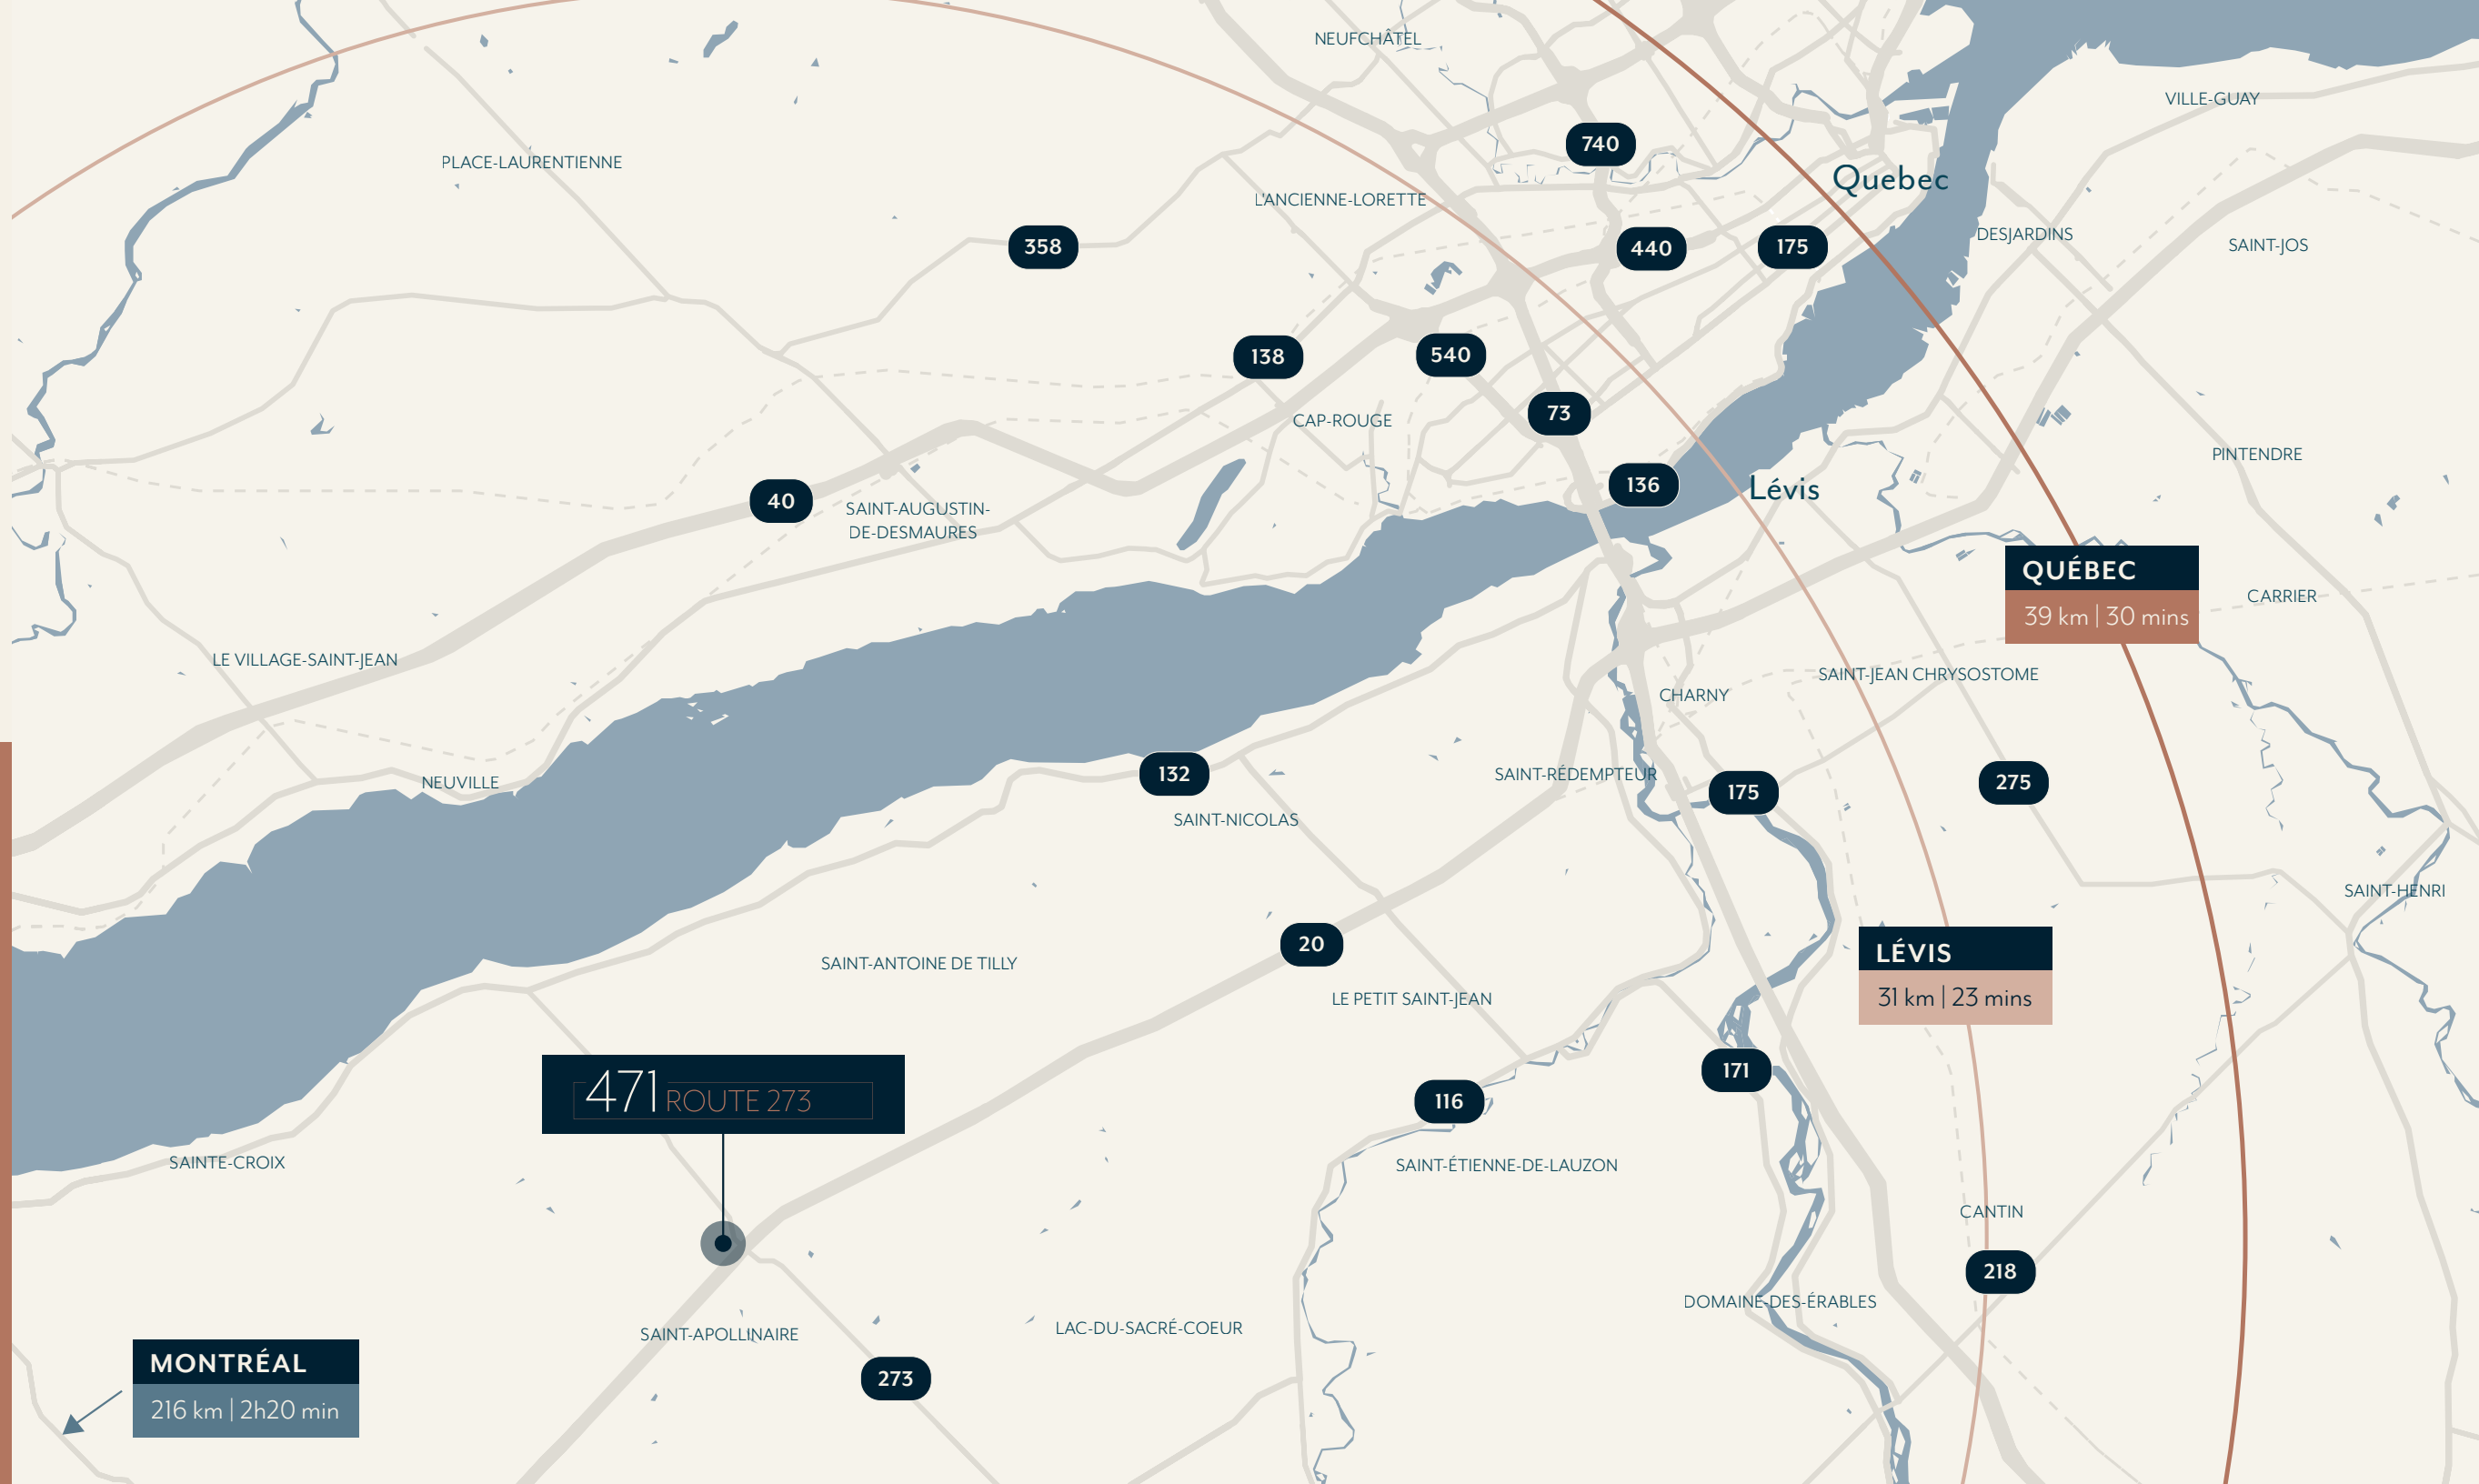 NEUFCHÂTEL
VILLE-GUAY
740
PLACE-LAURENTIENNE
Quebec
L'ANCIENNE-LORETTE
DESJARDINS
SAINT-JOS
358
440
175
138
540
73
CAP-ROUGE
PINTENDRE
136
Lévis
40
SAINT-AUGUSTIN-
DE-DESMAURES
QUÉBEC
39 km | 30 mins
CARRIER
LE VILLAGE-SAINT-JEAN
SAINT-JEAN CHRYSOSTOME
CHARNY
NEUVILLE
132
SAINT-RÉDEMPTEUR
175
275
SAINT-NICOLAS
SAINT-HENRI
20
LÉVIS
31 km | 23 mins
SAINT-ANTOINE DE TILLY
LE PETIT SAINT-JEAN
471 ROUTE 273
171
116
SAINTE-CROIX
SAINT-ÉTIENNE-DE-LAUZON
CANTIN
218
DOMAINE-DES-ÉRABLES
SAINT-APOLLINAIRE
LAC-DU-SACRÉ-COEUR
273
MONTRÉAL
216 km | 2h20 min